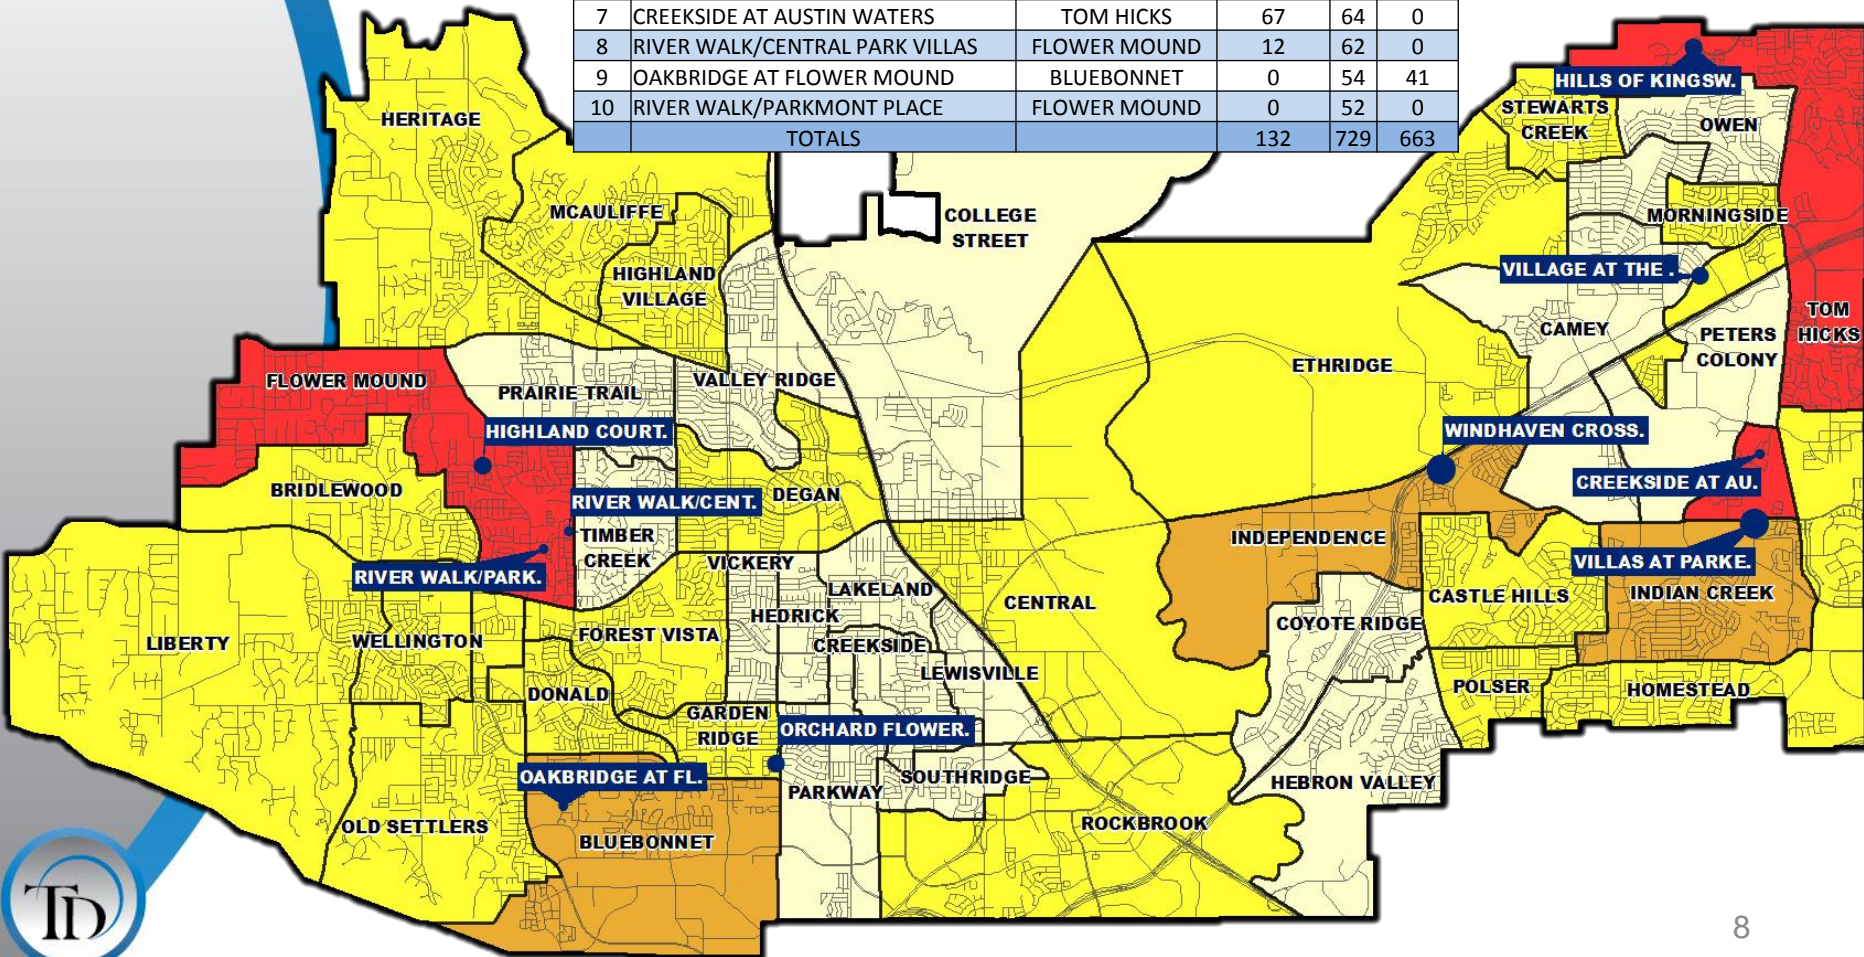 7 CREEKSIDE AT AUSTIN WATERS TOM HICKS 67 64 0
8 RIVER WALK/CENTRAL PARK VILLAS FLOWER MOUND 12 62 0
9 OAKBRIDGE AT FLOWER MOUND BLUEBONNET 0 54 41
10 RIVER WALK/PARKMONT PLACE FLOWER MOUND 0 52 0
TOTALS 132 729 663
HERITAGE
MCAULIFFE
HIGHLAND
VILLAGE
COLLEGE
STREET
HILLS OF KINGSW.
STEWARTS
CREEK
OWEN
MORNINGSIDE
VILLAGE AT THE .
CAMEY
PETERS
COLONY
TOM
HICKS
ETHRIDGE
FLOWER MOUND
PRAIRIE TRAIL
VALLEY RIDGE
HIGHLAND COURT.
WINDHAVEN CROSS.
BRIDLEWOOD
RIVER WALK/CENT.
DEGAN
CREEKSIDE AT AU.
TIMBER
CREEK
INDEPENDENCE
RIVER WALK/PARK.
VICKERY
LAKELAND
VILLAS AT PARKE.
INDIAN CREEK
CASTLE HILLS
CENTRAL
HEDRICK
COYOTE RIDGE
LIBERTY
WELLINGTON
FOREST VISTA
CREEKSIDE
LEWISVILLE
DONALD
POLSER
HOMESTEAD
GARDEN
RIDGE
ORCHARD FLOWER.
OAKBRIDGE AT FL.
SOUTHRIDGE
PARKWAY
HEBRON VALLEY
OLD SETTLERS
BLUEBONNET
ROCKBROOK
TD
8